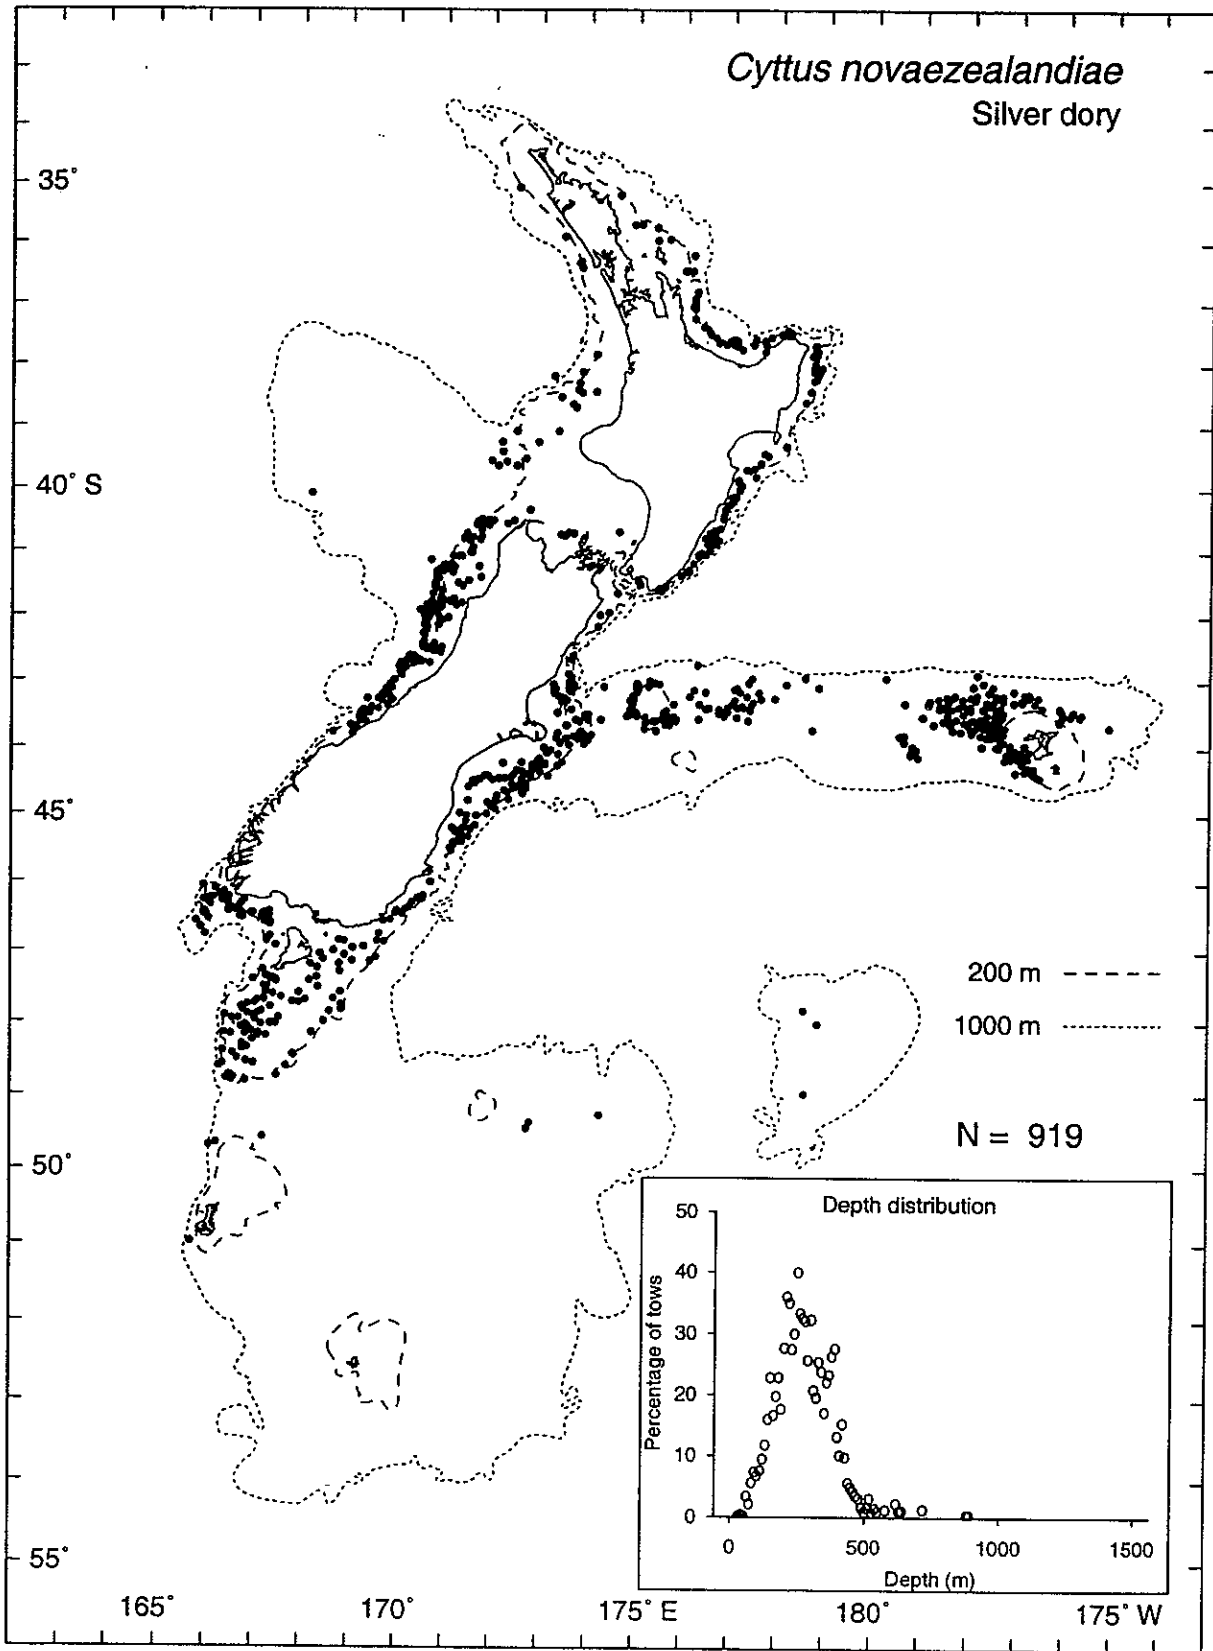 Cyttus novaezealandiae
Silver dory
35°
40° S
45°
50°
55°
200 m
1000 m
N = 919
Depth distribution
Percentage of tows
50
40
30
20
10
0
0 500 1000 1500
Depth (m)
165° 170° 175° E 180° 175° W